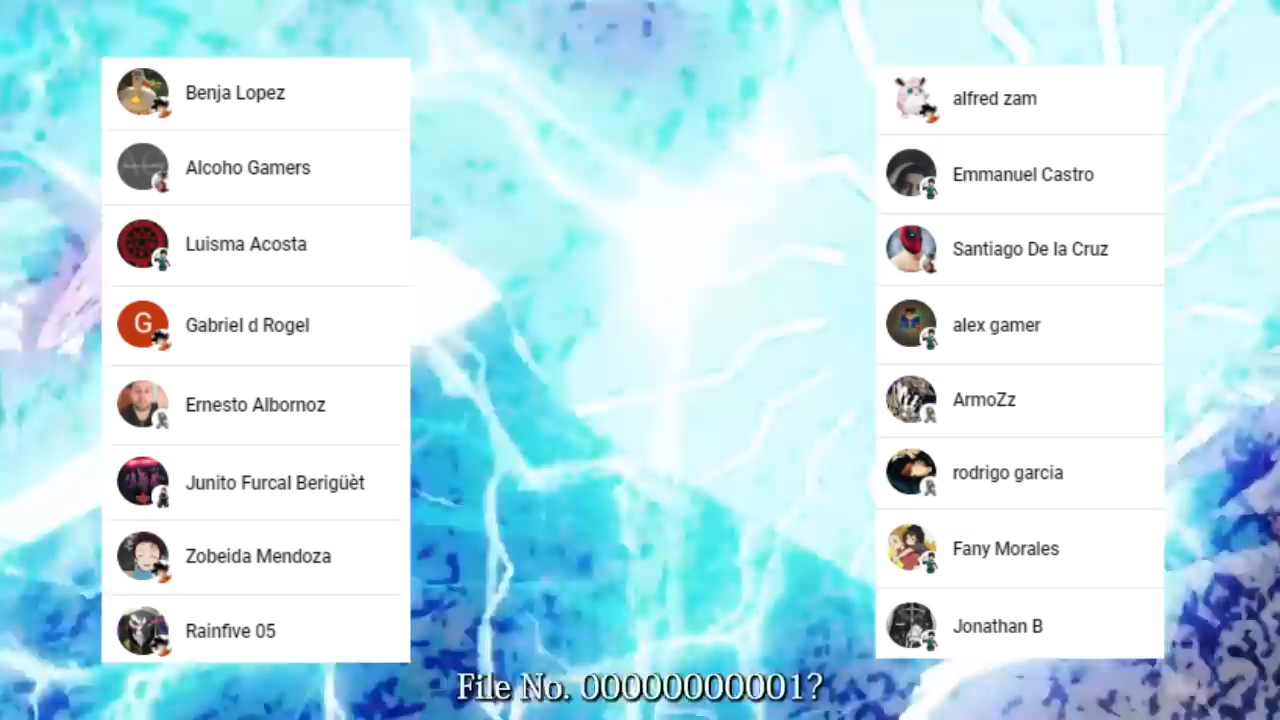 Benja Lopez
Alcoho Gamers
Luisma Acosta
G
Gabriel d Rogel
Ernesto Albornoz
Junito Furcal Berigüèt
Zobeida Mendoza
Rainfive 05
alfred zam
Emmanuel Castro
Santiago De la Cruz
alex gamer
ArmoZz
rodrigo garcia
Fany Morales
Jonathan B
File No. 00000000001?